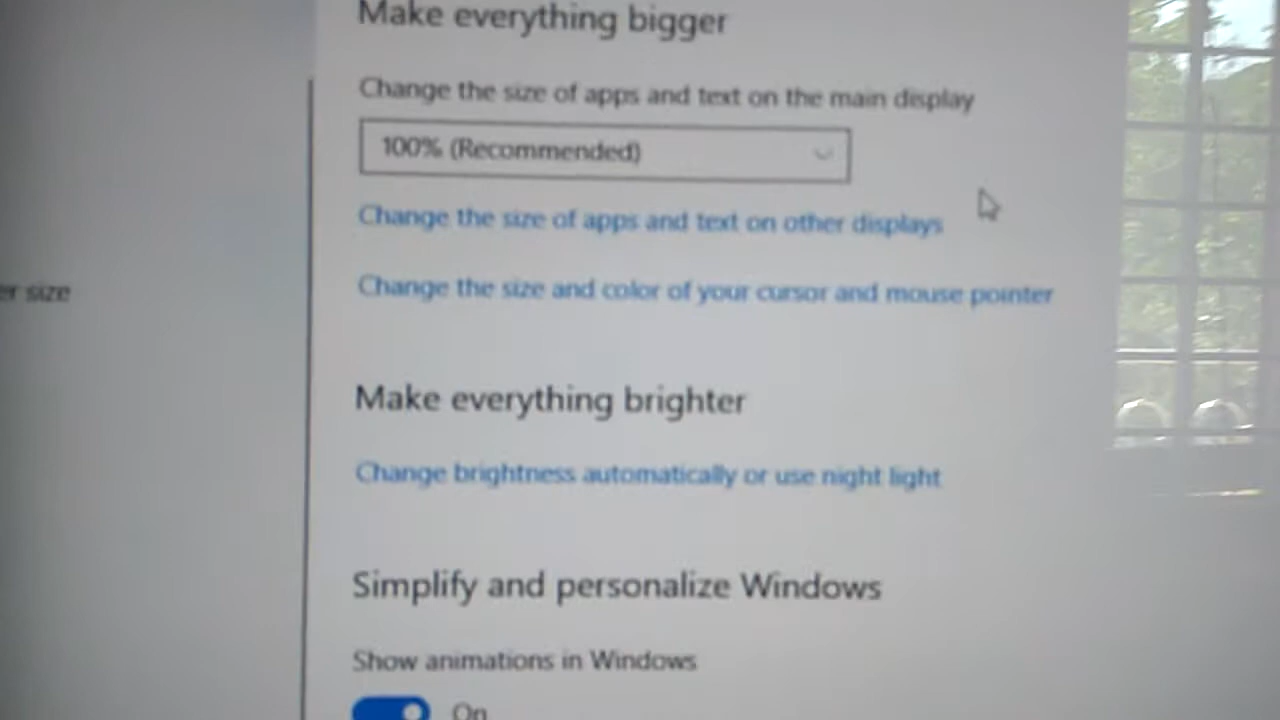 Make everything bigger
Change the size of apps and text on the main display
100% (Recommended)
Change the size of apps and text on other displays
er size
Change the size and color of your cursor and mouse pointer
Make everything brighter
Change brightness automatically or use night light
Simplify and personalize Windows
Show animations in Windows
On